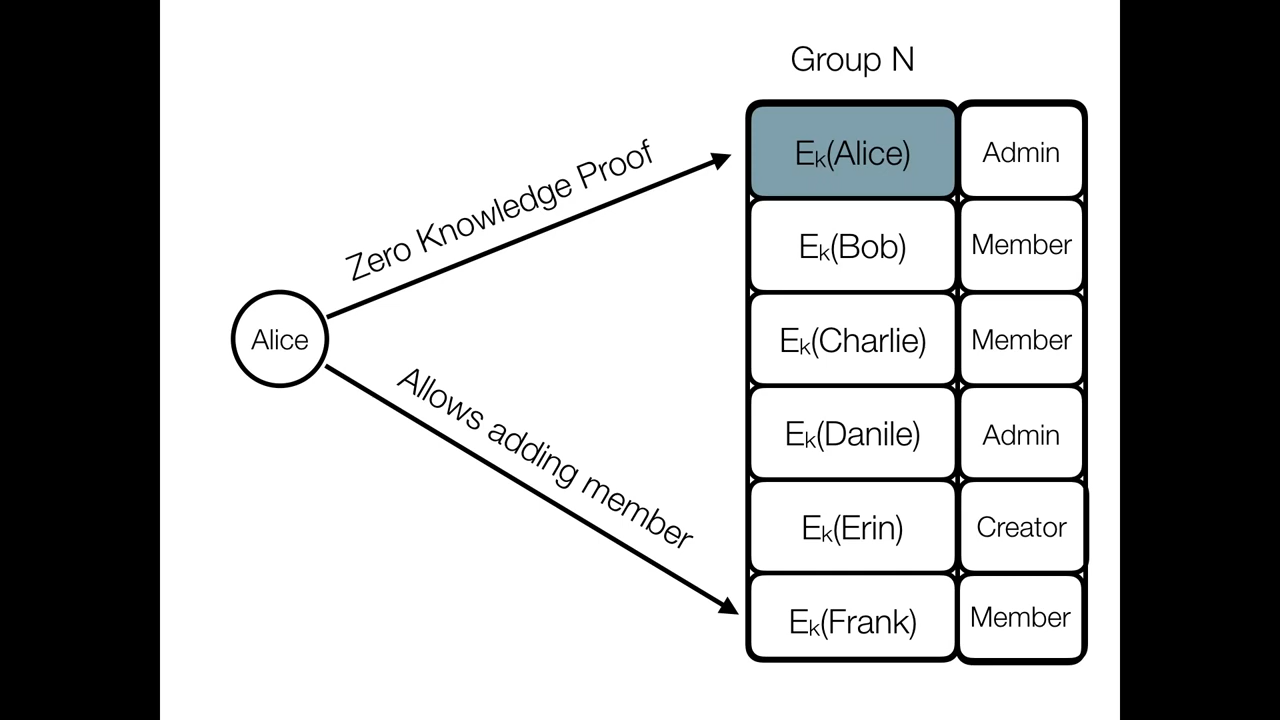 Group N
Zero Knowledge Proof
Alice
Allows adding member
Eₖ(Alice) Admin
Eₖ(Bob) Member
Eₖ(Charlie) Member
Eₖ(Danile) Admin
Eₖ(Erin) Creator
Eₖ(Frank) Member